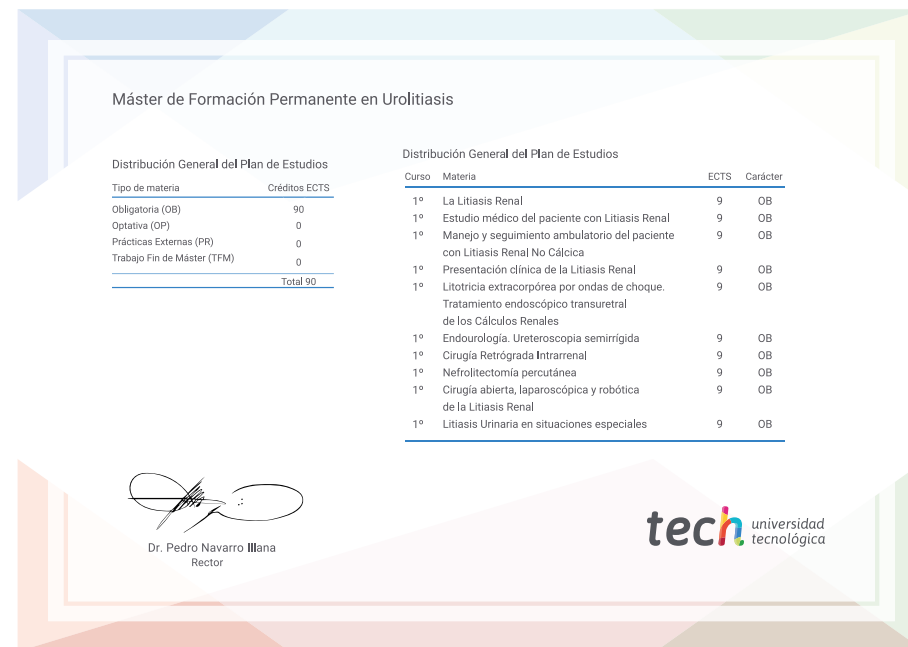 Máster de Formación Permanente en Urolitiasis
Distribución General del Plan de Estudios
Tipo de materia Créditos ECTS
Obligatoria (OB) 90
Optativa (OP) 0
Prácticas Externas (PR) 0
Trabajo Fin de Máster (TFM) 0
Total 90
Distribución General del Plan de Estudios
Curso Materia ECTS Carácter
1º La Litiasis Renal 9 OB
1º Estudio médico del paciente con Litiasis Renal 9 OB
1º Manejo y seguimiento ambulatorio del paciente 9 OB
con Litiasis Renal No Cálcica
1º Presentación clínica de la Litiasis Renal 9 OB
1º Litotricia extracorpórea por ondas de choque. 9 OB
Tratamiento endoscópico transuretral
de los Cálculos Renales
1º Endourología. Ureteroscopia semirrígida 9 OB
1º Cirugía Retrógrada Intrarrenal 9 OB
1º Nefrolitectomía percutánea 9 OB
1º Cirugía abierta, laparoscópica y robótica 9 OB
de la Litiasis Renal
1º Litiasis Urinaria en situaciones especiales 9 OB
Dr. Pedro Navarro Illana
Rector
tech universidad
tecnológica